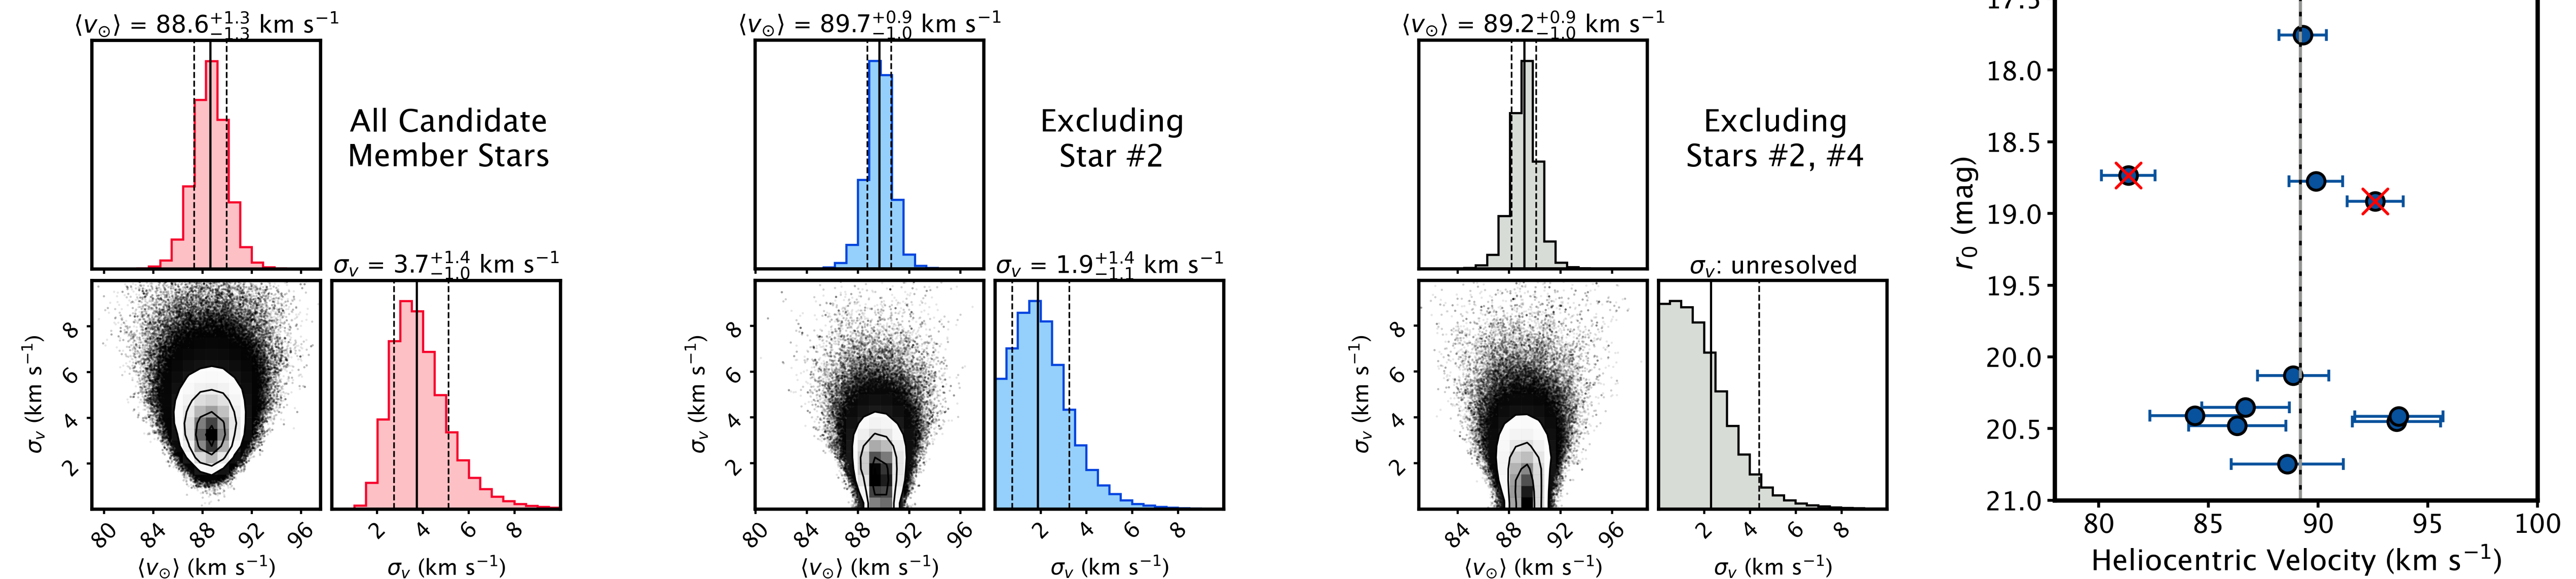 ⟨v⊙⟩ = 88.6+1.3−1.3 km s−1
All Candidate
Member Stars
σv = 3.7+1.4−1.0 km s−1
σv (km s−1)
8
6
4
2
80 84 88 92 96
2 4 6 8
⟨v⊙⟩ (km s−1)
σv (km s−1)
⟨v⊙⟩ = 89.7+0.9−1.0 km s−1
Excluding
Star #2
σv = 1.9+1.4−1.1 km s−1
σv (km s−1)
8
6
4
2
80 84 88 92 96
2 4 6 8
⟨v⊙⟩ (km s−1)
σv (km s−1)
⟨v⊙⟩ = 89.2+0.9−1.0 km s−1
Excluding
Stars #2, #4
σv: unresolved
σv (km s−1)
8
6
4
2
84 88 92 96
2 4 6 8
⟨v⊙⟩ (km s−1)
σv (km s−1)
r0 (mag)
17.5
18.0
18.5
19.0
19.5
20.0
20.5
21.0
80 85 90 95 100
Heliocentric Velocity (km s−1)